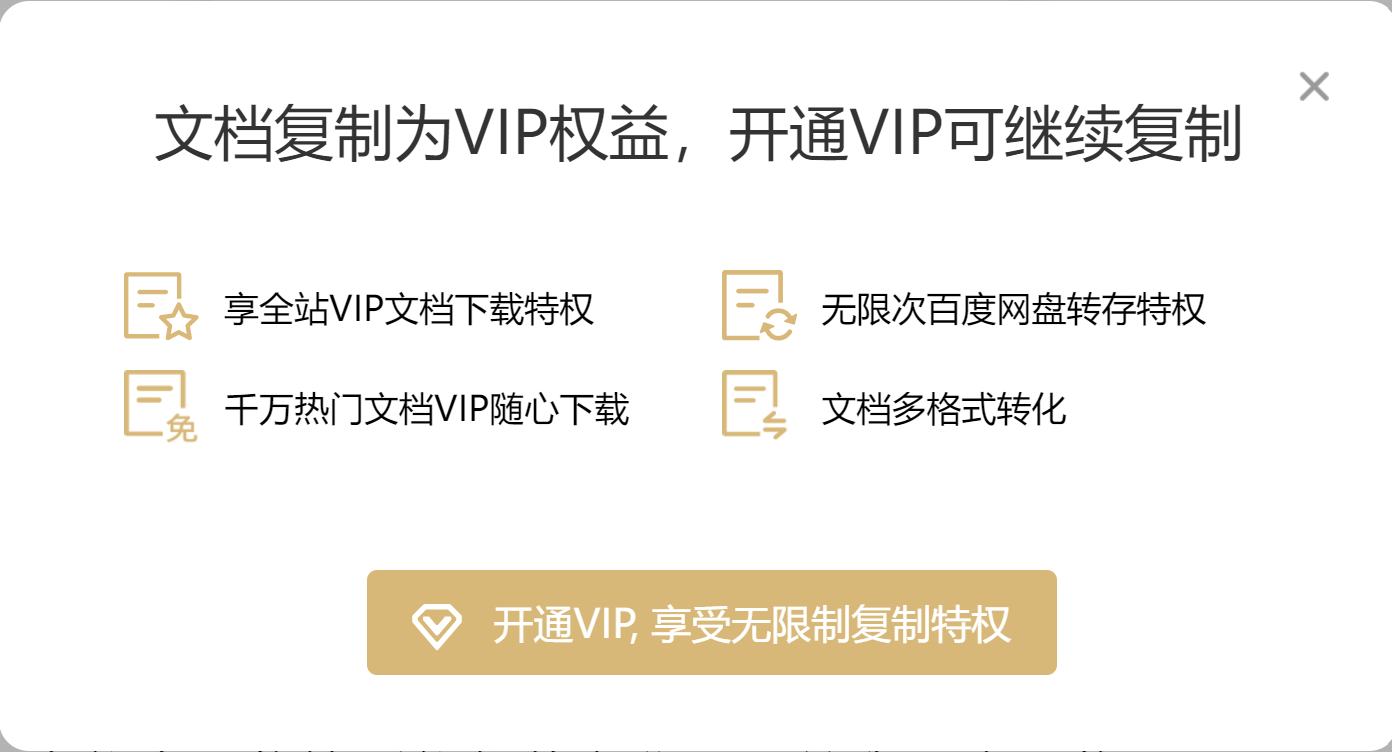 文档复制为VIP权益，开通VIP可继续复制
享全站VIP文档下载特权
无限次百度网盘转存特权
免
千万热门文档VIP随心下载
文档多格式转化
开通VIP, 享受无限制复制特权